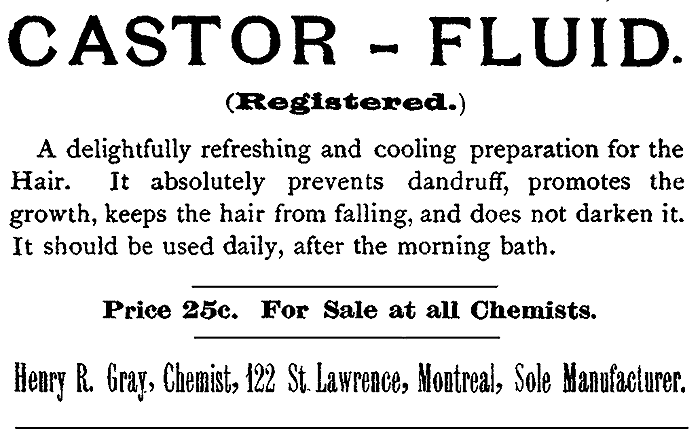 CASTOR - FLUID.
(Registered.)
A delightfully refreshing and cooling preparation for the
Hair. It absolutely prevents dandruff, promotes the
growth, keeps the hair from falling, and does not darken it.
It should be used daily, after the morning bath.
Price 25c. For Sale at all Chemists.
Henry R. Gray, Chemist, 122 St. Lawrence, Montreal, Sole Manufacturer.